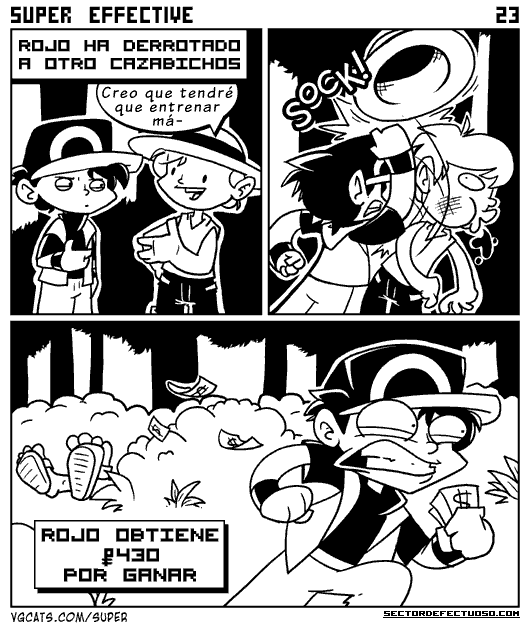 SUPER EFFECTIVE 23
ROJO HA DERROTADO
A OTRO CAZABICHOS
Creo que tendré
que entrenar
má-
SOCK!
ROJO OBTIENE
₽430
POR GANAR
VGCATS.COM/SUPER
SECTORDEFECTUOSO.COM